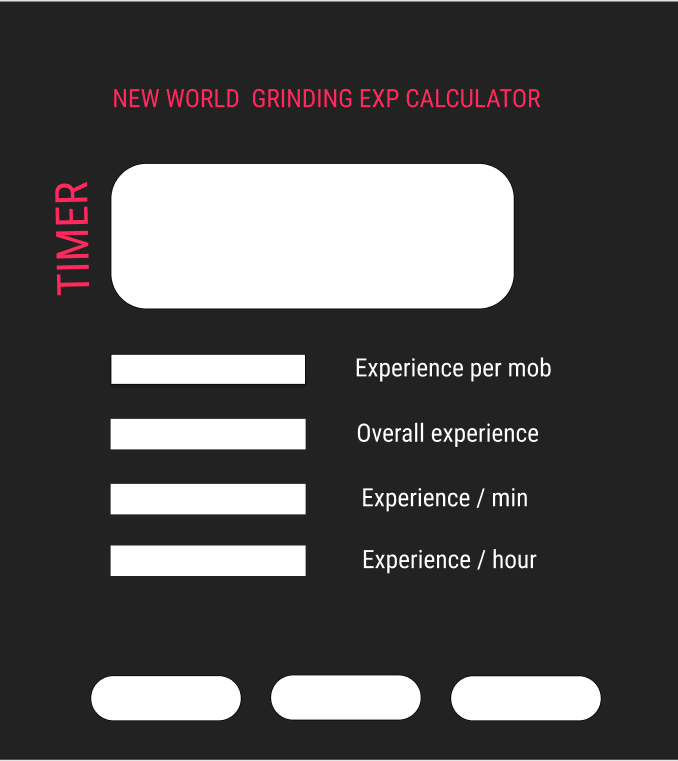 NEW WORLD  GRINDING EXP CALCULATOR
TIMER
Experience per mob
Overall experience
Experience / min
Experience / hour